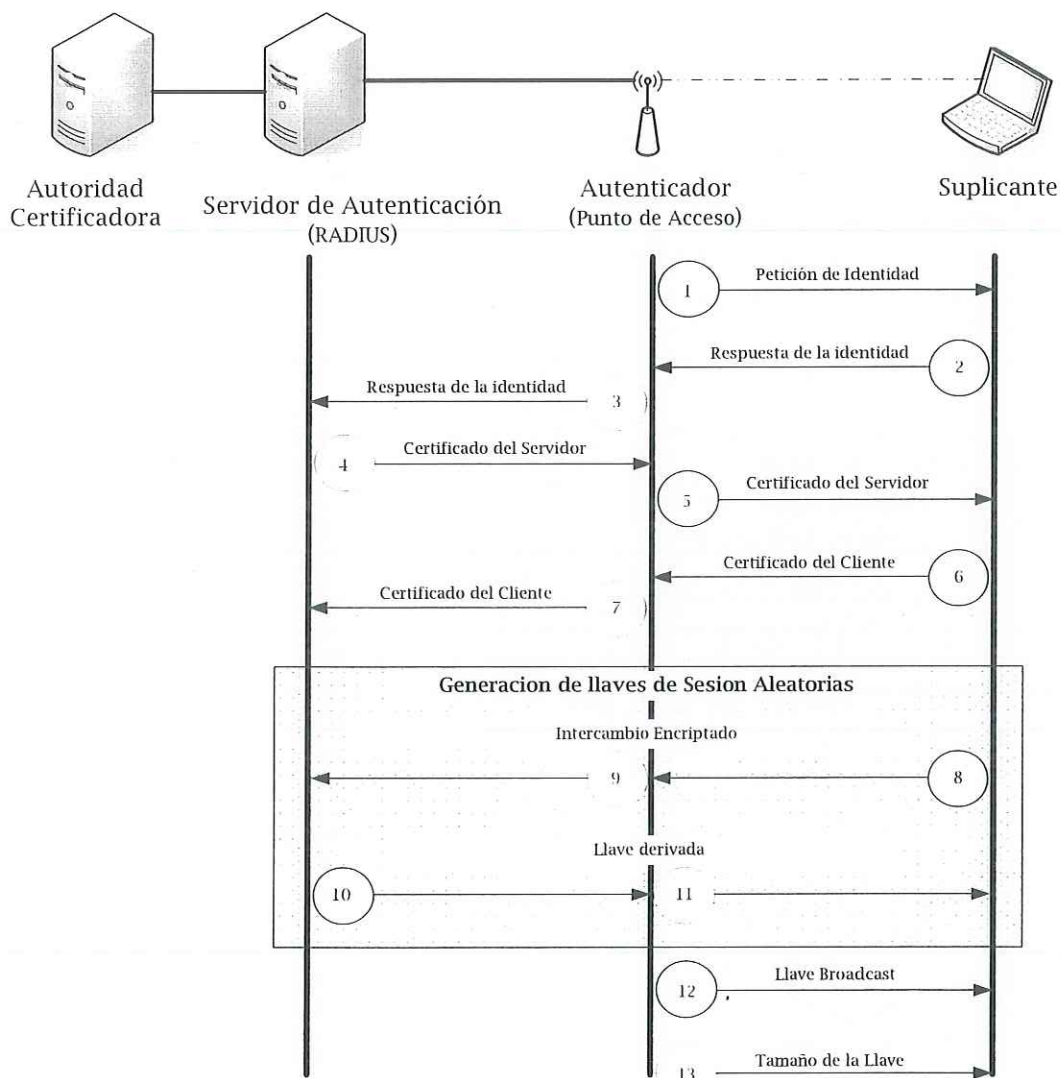 Autoridad
Certificadora
Servidor de Autenticación
(RADIUS)
Autenticador
(Punto de Acceso)
Suplicante
Petición de Identidad
1
Respuesta de la identidad
2
Respuesta de la identidad
3
Certificado del Servidor
4
Certificado del Servidor
5
Certificado del Cliente
6
Certificado del Cliente
7
Generacion de llaves de Sesion Aleatorias
Intercambio Encriptado
9
8
Llave derivada
10
11
Llave Broadcast
12
Tamaño de la Llave
13